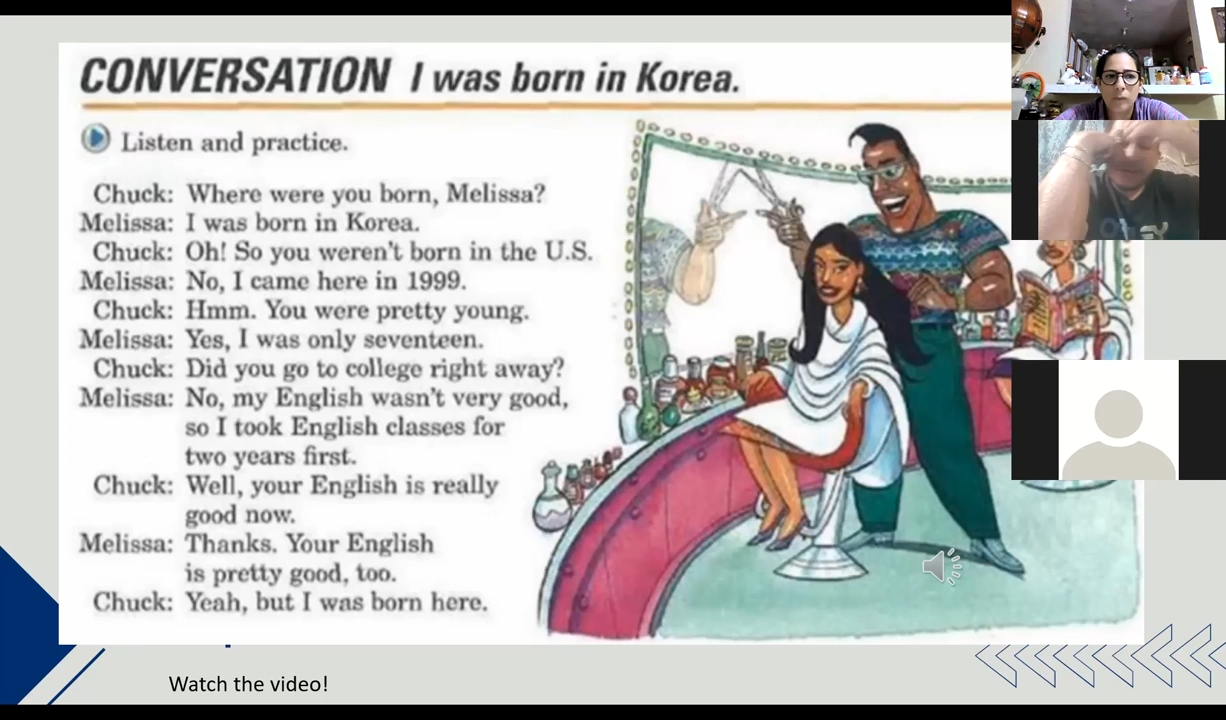 CONVERSATION I was born in Korea.
Listen and practice.
Chuck: Where were you born, Melissa?
Melissa: I was born in Korea.
Chuck: Oh! So you weren't born in the U.S.
Melissa: No, I came here in 1999.
Chuck: Hmm. You were pretty young.
Melissa: Yes, I was only seventeen.
Chuck: Did you go to college right away?
Melissa: No, my English wasn't very good,
so I took English classes for
two years first.
Chuck: Well, your English is really
good now.
Melissa: Thanks. Your English
is pretty good, too.
Chuck: Yeah, but I was born here.
Watch the video!